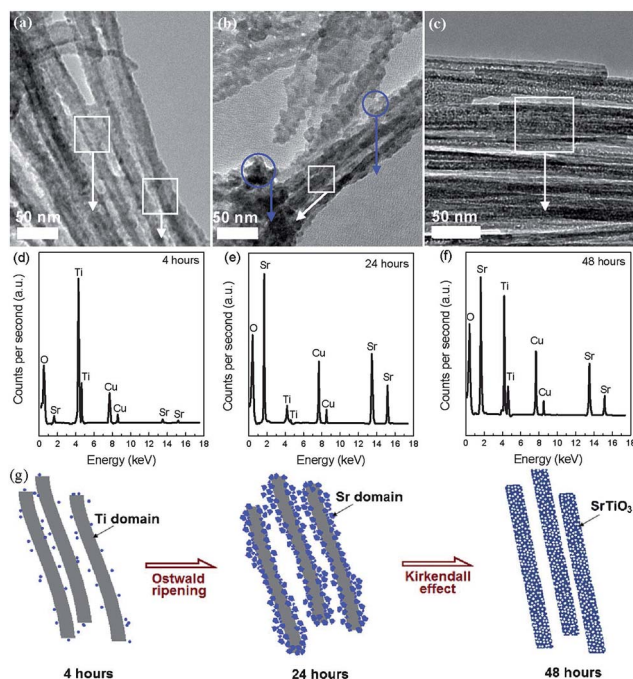 (a)
50 nm
(b)
50 nm
(c)
50 nm
(d)
4 hours
Counts per second (a.u.)
O
Sr
Ti
Ti
Cu
Cu
Sr
Sr
0 2 4 6 8 10 12 14 16 18
Energy (keV)
(e)
24 hours
Counts per second (a.u.)
O
Sr
Ti
Ti
Cu
Cu
Sr
Sr
0 2 4 6 8 10 12 14 16 18
Energy (keV)
(f)
48 hours
Counts per second (a.u.)
O
Sr
Ti
Ti
Cu
Cu
Sr
Sr
0 2 4 6 8 10 12 14 16 18
Energy (keV)
(g)
Ti domain
Ostwald
ripening
Sr domain
Kirkendall
effect
SrTiO₃
4 hours
24 hours
48 hours